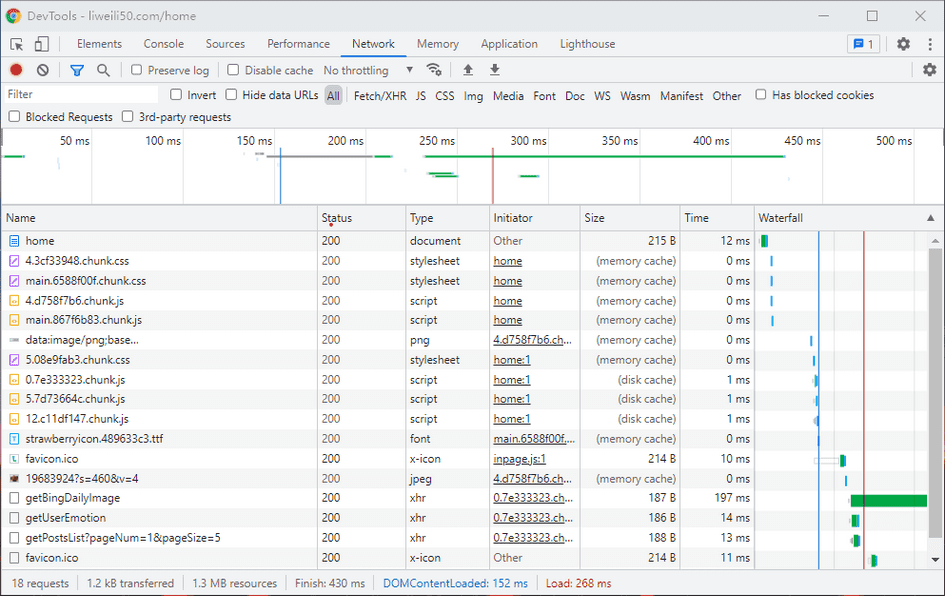 DevTools - liweili50.com/home
Elements Console Sources Performance Network Memory Application Lighthouse 1
Preserve log Disable cache No throttling
Filter Invert Hide data URLs All Fetch/XHR JS CSS Img Media Font Doc WS Wasm Manifest Other Has blocked cookies
Blocked Requests 3rd-party requests
50 ms 100 ms 150 ms 200 ms 250 ms 300 ms 350 ms 400 ms 450 ms 500 ms
Name Status Type Initiator Size Time Waterfall
home 200 document Other 215 B 12 ms
4.3cf33948.chunk.css 200 stylesheet home (memory cache) 0 ms
main.6588f00f.chunk.css 200 stylesheet home (memory cache) 0 ms
4.d758f7b6.chunk.js 200 script home (memory cache) 0 ms
main.867f6b83.chunk.js 200 script home (memory cache) 0 ms
data:image/png;base... 200 png 4.d758f7b6.ch... (memory cache) 0 ms
5.08e9fab3.chunk.css 200 stylesheet home:1 (memory cache) 0 ms
0.7e333323.chunk.js 200 script home:1 (disk cache) 1 ms
5.7d73664c.chunk.js 200 script home:1 (disk cache) 1 ms
12.c11df147.chunk.js 200 script home:1 (disk cache) 1 ms
strawberryicon.489633c3.ttf 200 font main.6588f00f.... (memory cache) 0 ms
favicon.ico 200 x-icon inpage.js:1 214 B 10 ms
19683924?s=460&v=4 200 jpeg 4.d758f7b6.ch... (memory cache) 0 ms
getBingDailyImage 200 xhr 0.7e333323.ch... 187 B 197 ms
getUserEmotion 200 xhr 0.7e333323.ch... 186 B 14 ms
getPostsList?pageNum=1&pageSize=5 200 xhr 0.7e333323.ch... 188 B 13 ms
favicon.ico 200 x-icon Other 214 B 11 ms
18 requests 1.2 kB transferred 1.3 MB resources Finish: 430 ms DOMContentLoaded: 152 ms Load: 268 ms